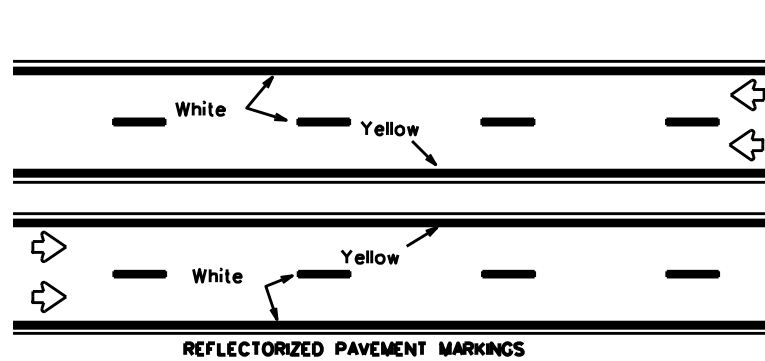 White
Yellow
Yellow
White
REFLECTORIZED PAVEMENT MARKINGS